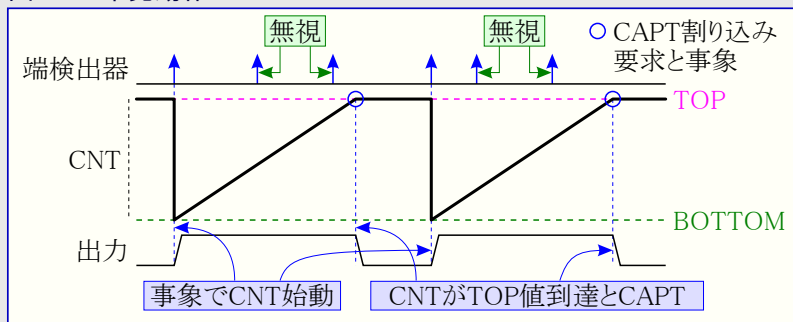 無視
無視
CAPT割り込み
要求と事象
端検出器
TOP
CNT
BOTTOM
出力
事象でCNT始動
CNTがTOP値到達とCAPT